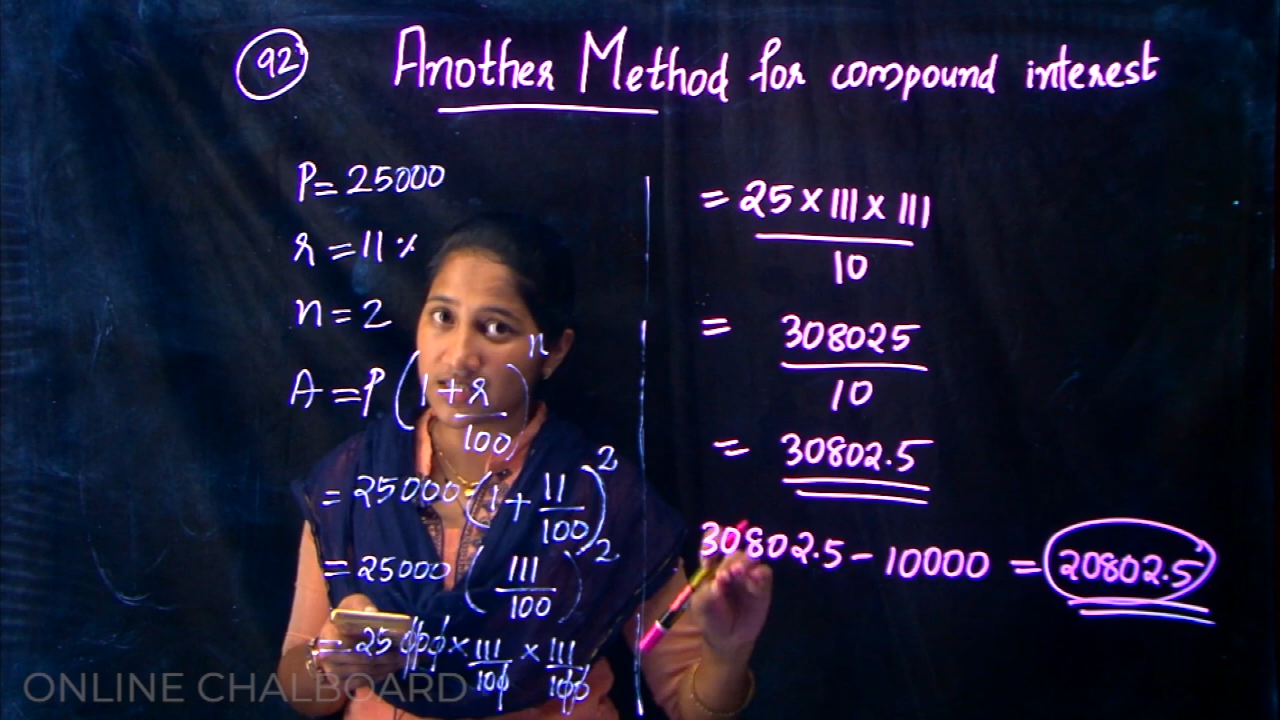 92 Another Method for compound interest
P = 25000
r = 11%
n = 2
A = P(1 + r/100)^n
= 25000(1 + 11/100)^2
= 25000(111/100)^2
= 25000 × 111/100 × 111/100
= 25 × 111 × 111 / 10
= 308025 / 10
= 30802.5
30802.5 - 10000 = 20802.5
ONLINE CHALBOARD